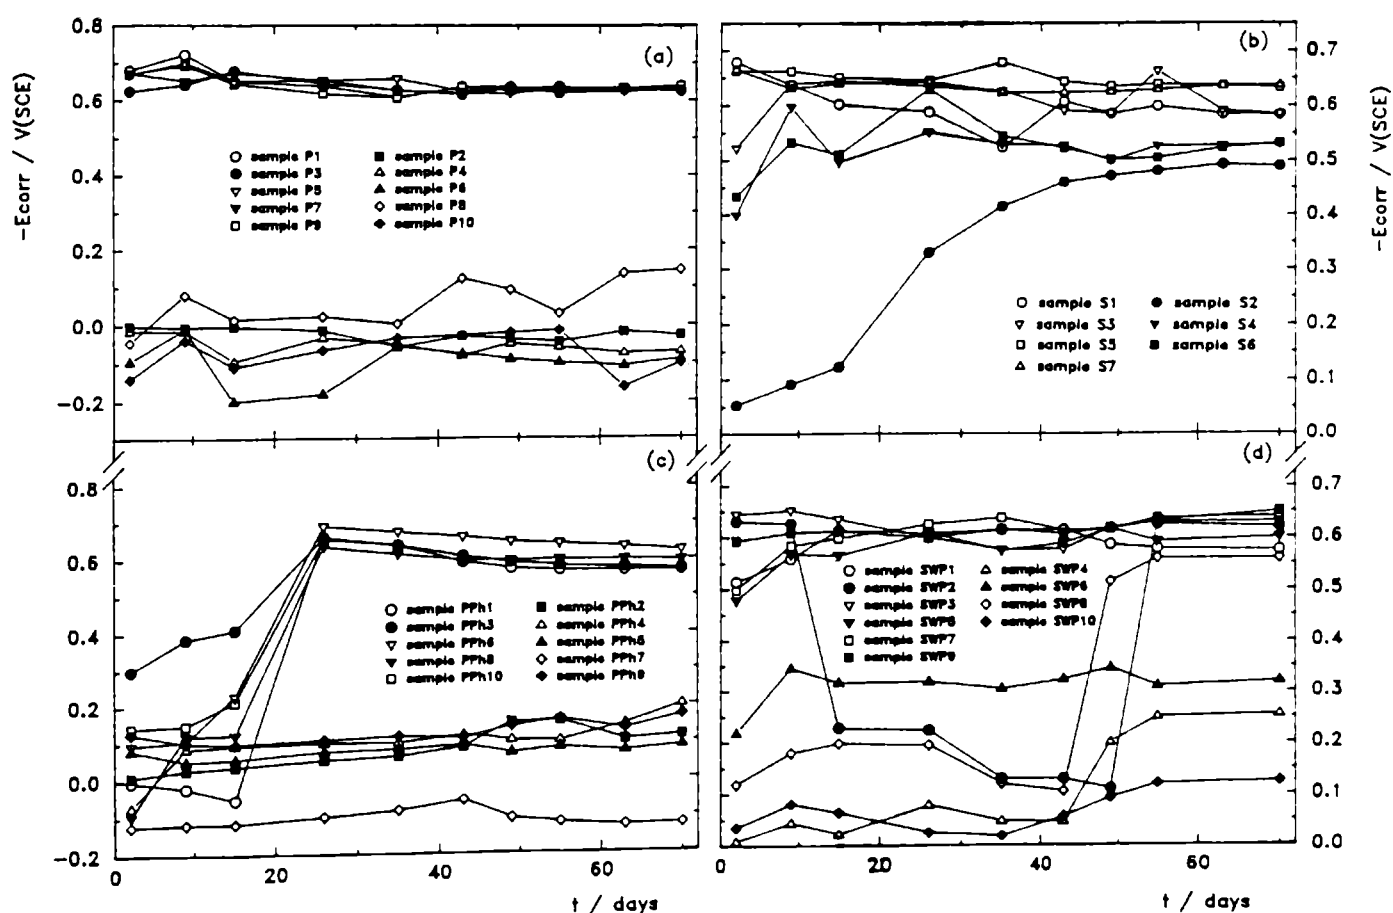 (a)
0.8
0.6
0.4
0.2
0.0
-0.2
-Ecorr / V(SCE)
sample P1
sample P2
sample P3
sample P4
sample P5
sample P6
sample P7
sample P8
sample P9
sample P10
(b)
0.7
0.6
0.5
0.4
0.3
0.2
0.1
0.0
-Ecorr / V(SCE)
sample S1
sample S2
sample S3
sample S4
sample S5
sample S6
sample S7
20
40
60
(c)
0.8
0.6
0.4
0.2
0.0
-0.2
sample PPh1
sample PPh2
sample PPh3
sample PPh4
sample PPh6
sample PPh5
sample PPh8
sample PPh7
sample PPh10
sample PPh9
0
20
40
60
t / days
(d)
0.7
0.6
0.5
0.4
0.3
0.2
0.1
0.0
sample SWP1
sample SWP4
sample SWP2
sample SWP6
sample SWP3
sample SWP8
sample SWP5
sample SWP10
sample SWP7
sample SWP9
20
40
60
t / days